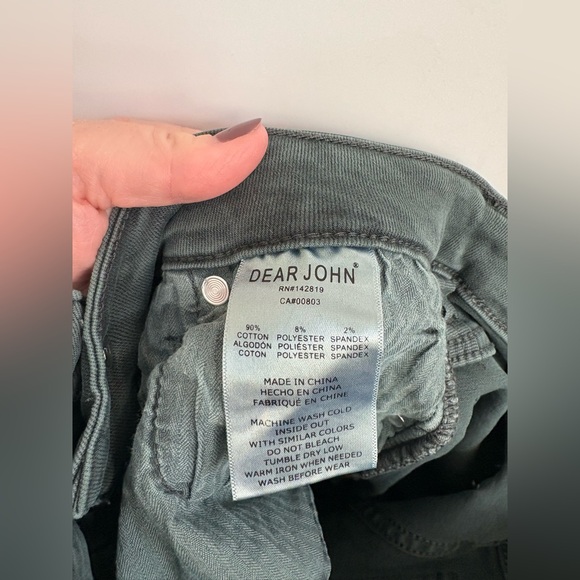 DEAR JOHN®
RN#142819
CA#00803
90% 8% 2%
COTTON POLYESTER SPANDEX
ALGODÓN POLIÉSTER SPANDEX
COTON POLYESTER SPANDEX
MADE IN CHINA
HECHO EN CHINA
FABRIQUÉ EN CHINE
MACHINE WASH COLD
INSIDE OUT
WITH SIMILAR COLORS
DO NOT BLEACH
TUMBLE DRY LOW
WARM IRON WHEN NEEDED
WASH BEFORE WEAR